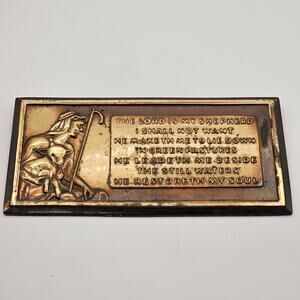 THE LORD IS MY SHEPHERD
I SHALL NOT WANT
HE MAKETH ME TO LIE DOWN
IN GREEN PASTURES
HE LEADETH ME BESIDE
THE STILL WATERS
HE RESTORETH MY SOUL